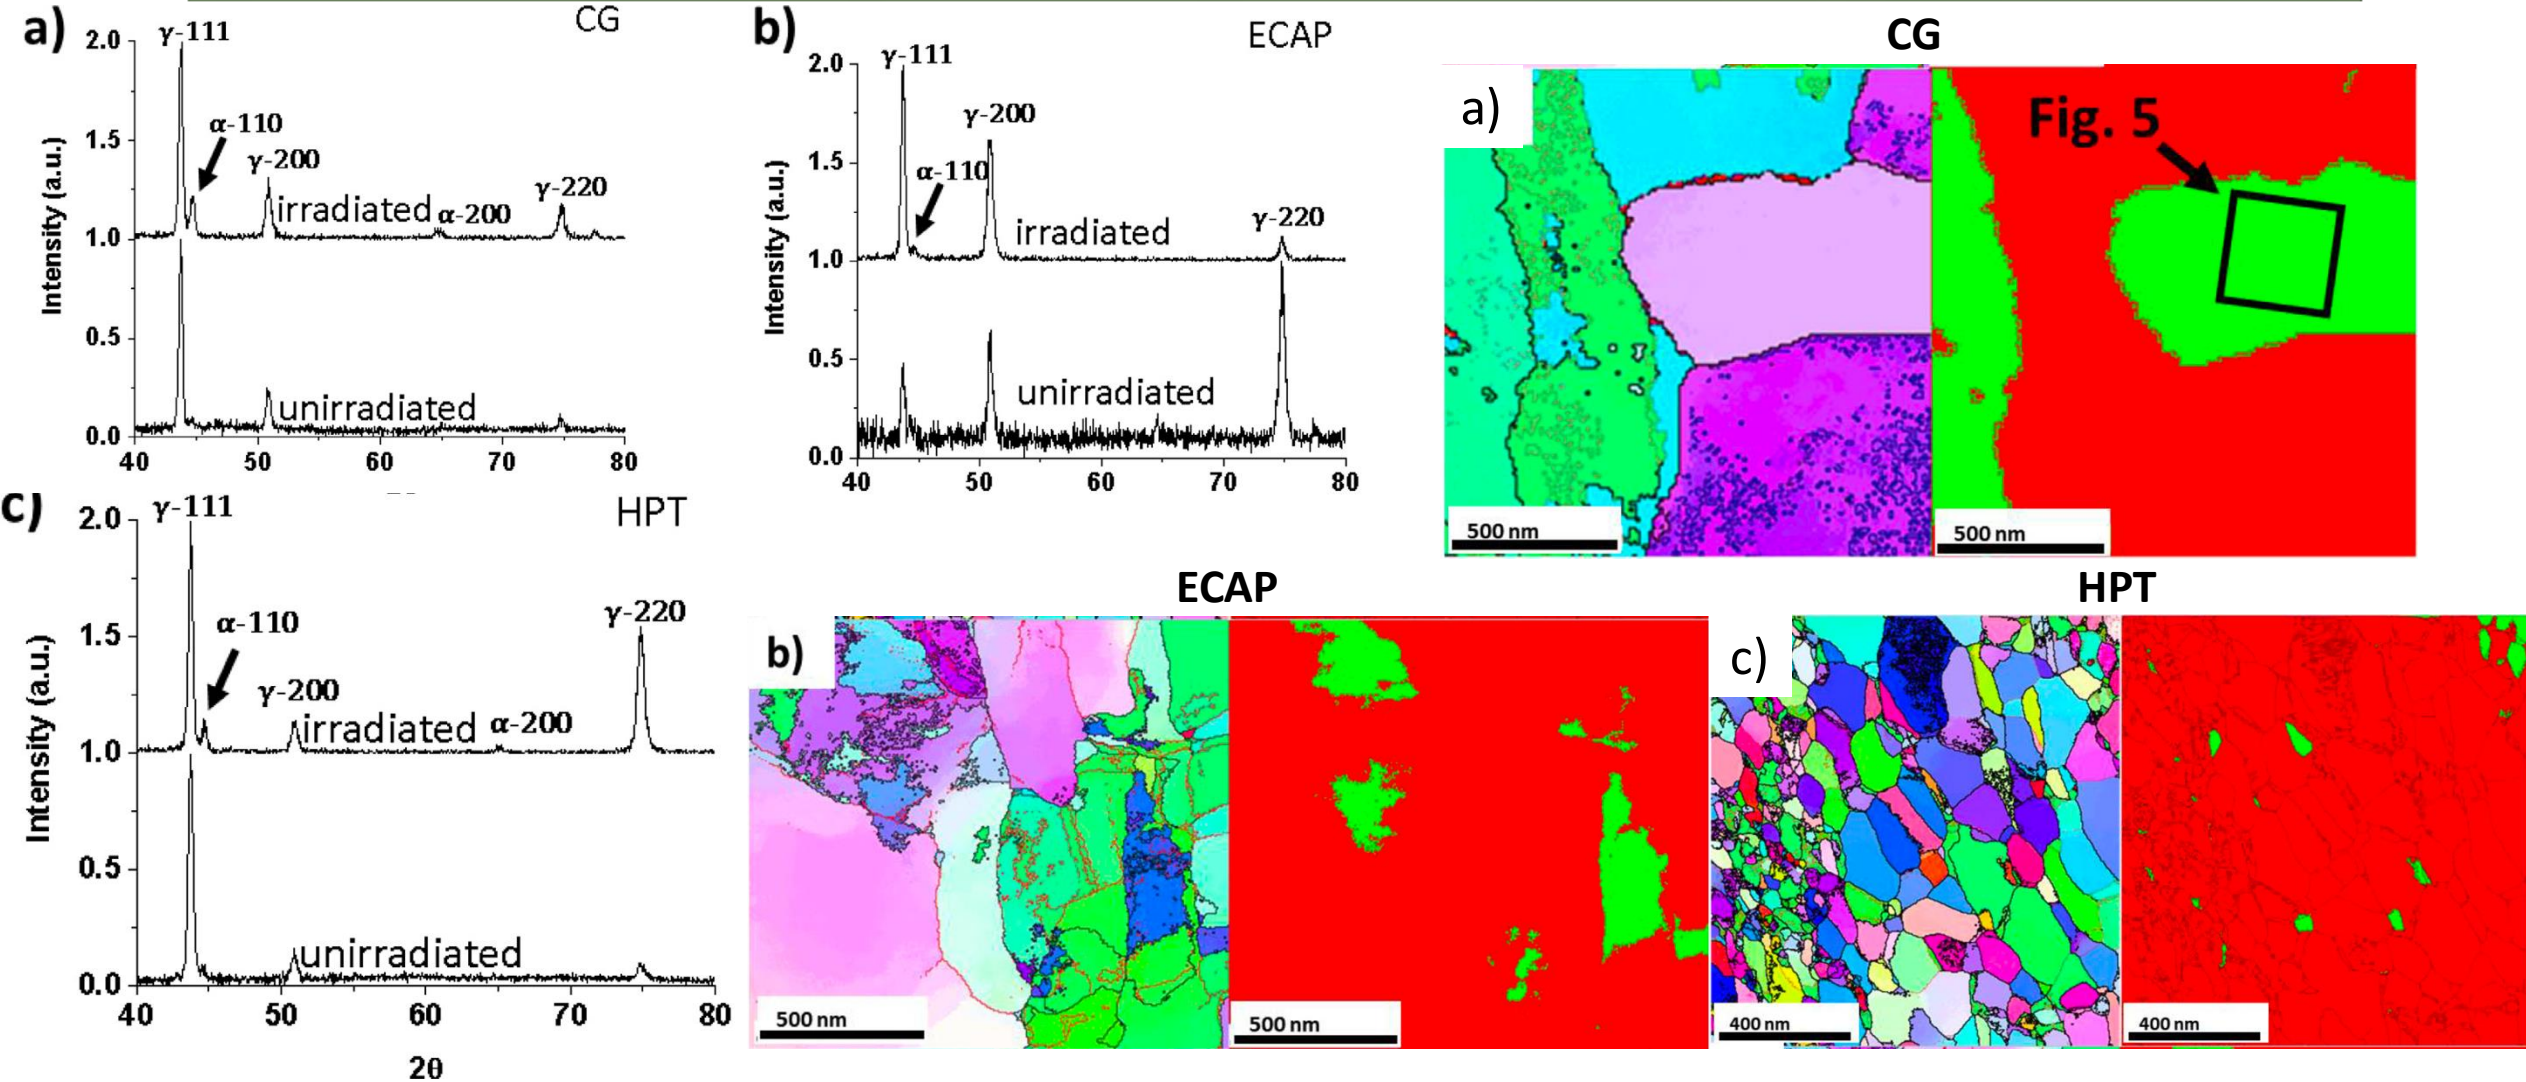 a)
CG
γ-111
2.0
α-110
1.5
γ-200
γ-220
irradiated
α-200
1.0
0.5
unirradiated
0.0
40 50 60 70 80
Intensity (a.u.)
b)
ECAP
γ-111
2.0
γ-200
1.5
α-110
γ-220
irradiated
1.0
0.5
unirradiated
0.0
40 50 60 70 80
Intensity (a.u.)
c)
HPT
γ-111
2.0
α-110
γ-220
1.5
γ-200
irradiated
α-200
1.0
0.5
unirradiated
0.0
40 50 60 70 80
2θ
Intensity (a.u.)
CG
a)
Fig. 5
500 nm
500 nm
ECAP
b)
500 nm
500 nm
HPT
c)
400 nm
400 nm